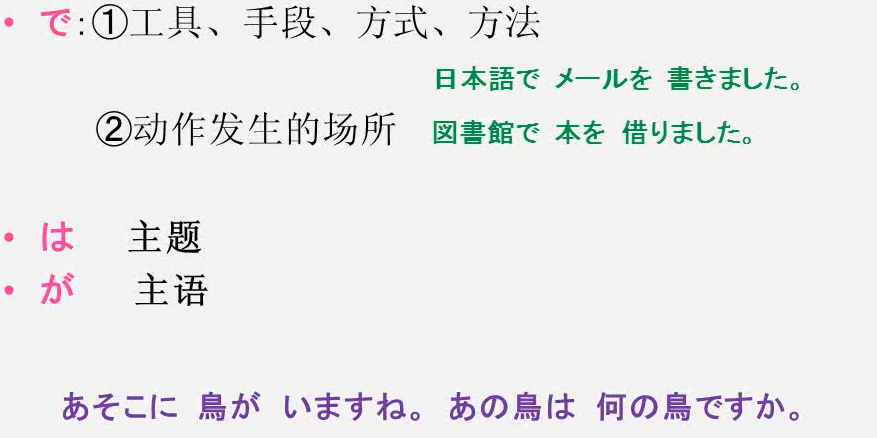 • で:①工具、手段、方式、方法
日本語で メールを 書きました。
②动作发生的场所 図書館で 本を 借りました。
• は 主题
• が 主语
あそこに 鳥が いますね。 あの鳥は 何の鳥ですか。